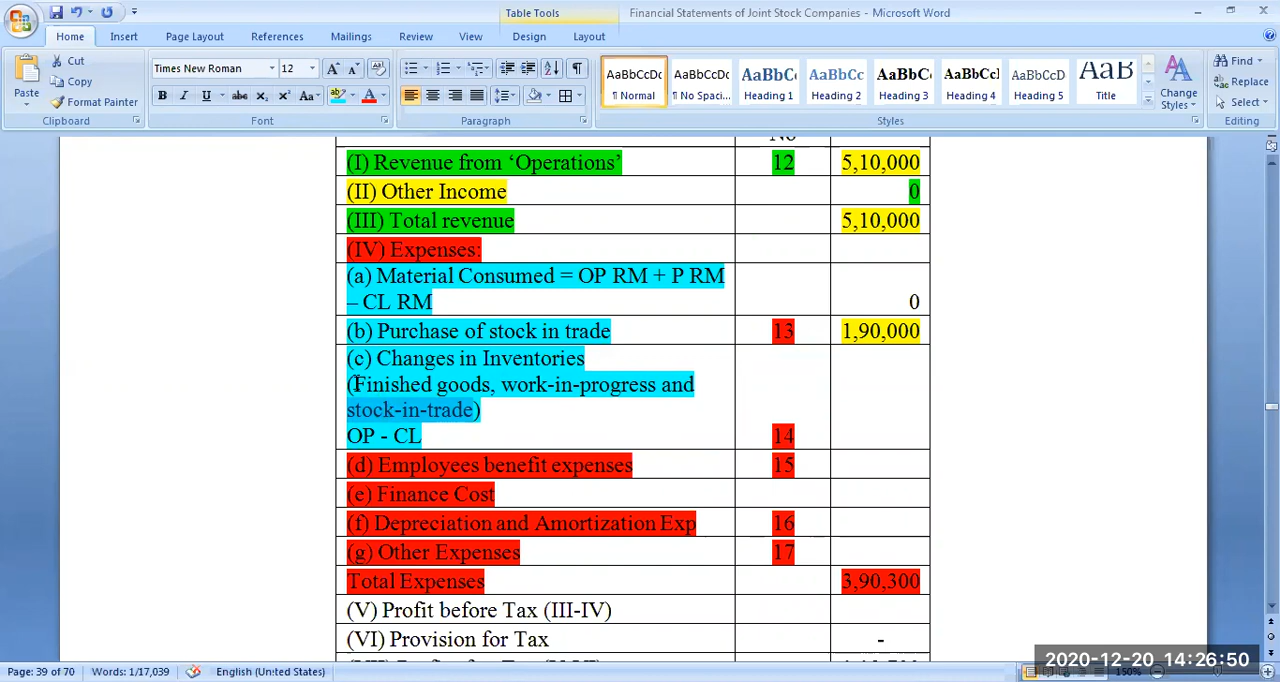 Table Tools
Financial Statements of Joint Stock Companies - Microsoft Word
Home Insert Page Layout References Mailings Review View Design Layout
Paste
Cut
Copy
Format Painter
Clipboard
Times New Roman 12
Font
Paragraph
AaBbCcDc AaBbCcDc AaBbC AaBbCc AaBbCc AaBbCcI AaBbCcD AaB
¶ Normal ¶ No Spaci... Heading 1 Heading 2 Heading 3 Heading 4 Heading 5 Title
Change Styles
Styles
Find
Replace
Select
Editing
(I) Revenue from ‘Operations’ 12 5,10,000
(II) Other Income 0
(III) Total revenue 5,10,000
(IV) Expenses:
(a) Material Consumed = OP RM + P RM
– CL RM 0
(b) Purchase of stock in trade 13 1,90,000
(c) Changes in Inventories
(Finished goods, work-in-progress and
stock-in-trade)
OP - CL 14
(d) Employees benefit expenses 15
(e) Finance Cost
(f) Depreciation and Amortization Exp 16
(g) Other Expenses 17
Total Expenses 3,90,300
(V) Profit before Tax (III-IV)
(VI) Provision for Tax -
Page: 39 of 70 Words: 1/17,039 English (United States)
2020-12-20 14:26:50
150%